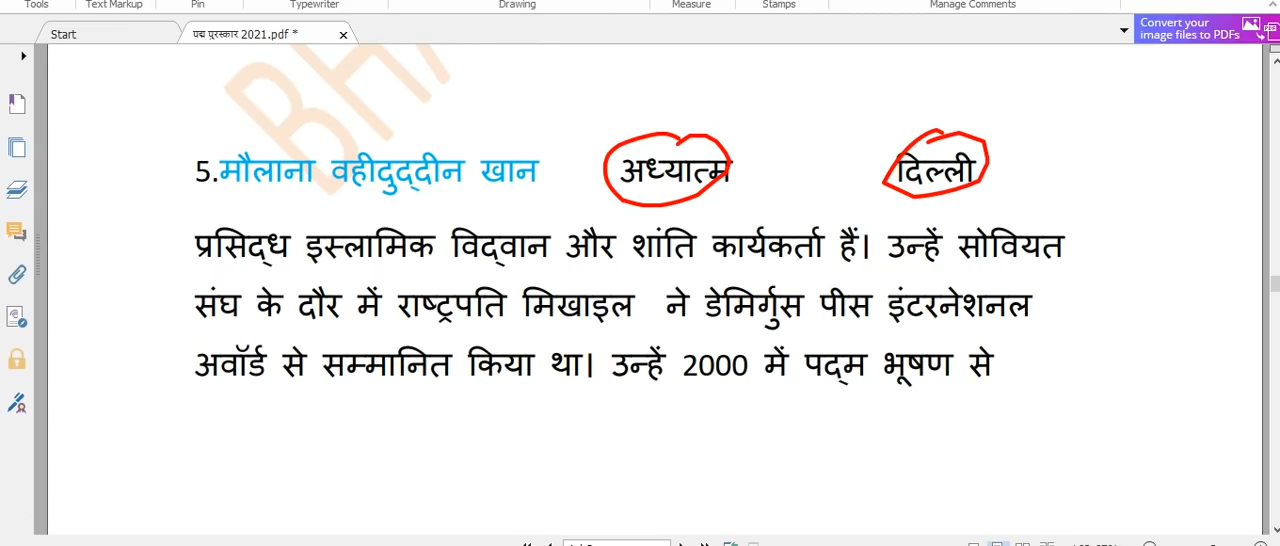 Tools Text Markup Pin Typewriter Drawing Measure Stamps Manage Comments
Start
पद्म पुरस्कार 2021.pdf *
Convert your
image files to PDFs
BHA
5.मौलाना वहीदुद्दीन खान अध्यात्म दिल्ली
प्रसिद्ध इस्लामिक विद्वान और शांति कार्यकर्ता हैं। उन्हें सोवियत
संघ के दौर में राष्ट्रपति मिखाइल ने डेमिर्गुस पीस इंटरनेशनल
अवॉर्ड से सम्मानित किया था। उन्हें 2000 में पद्म भूषण से